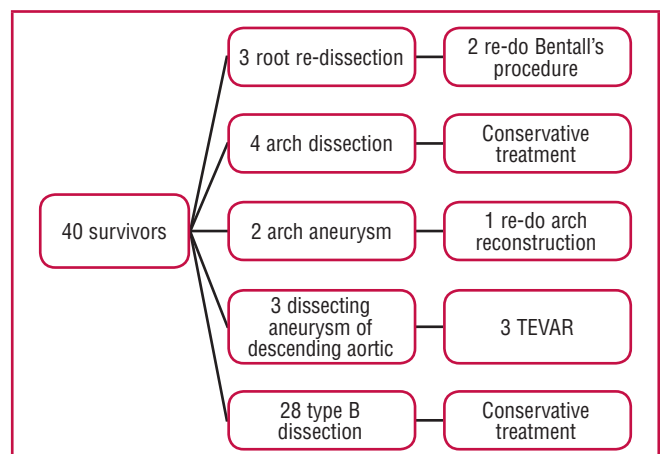 3 root re-dissection
2 re-do Bentall's
procedure
4 arch dissection
Conservative
treatment
40 survivors
2 arch aneurysm
1 re-do arch
reconstruction
3 dissecting
aneurysm of
descending aortic
3 TEVAR
28 type B
dissection
Conservative
treatment